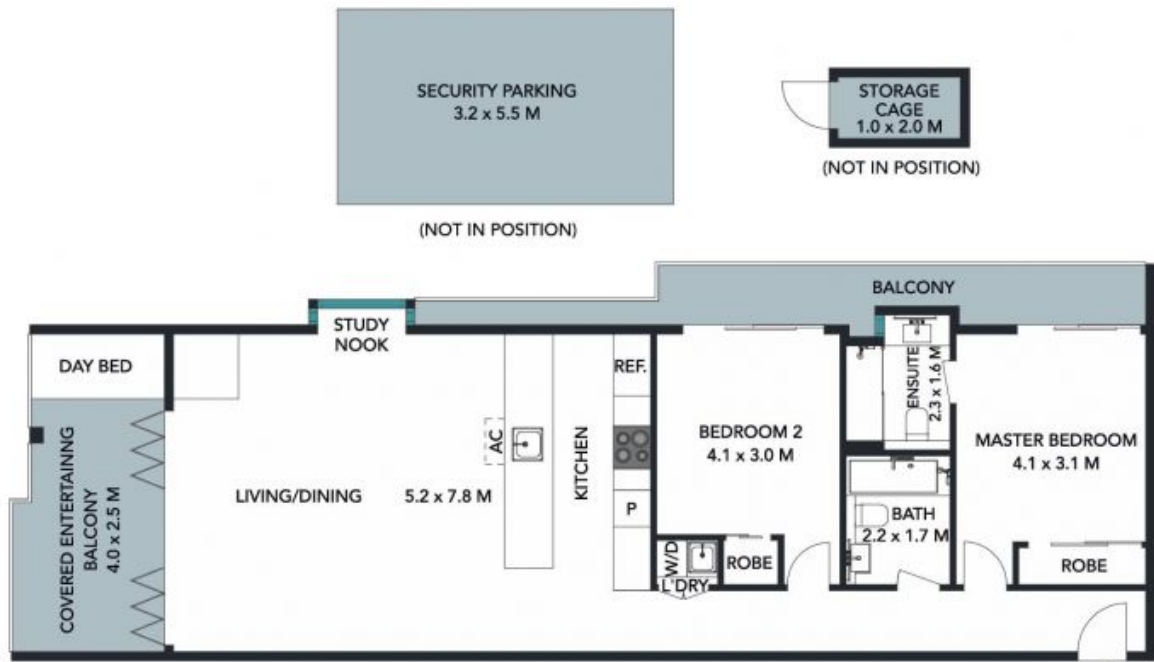 SECURITY PARKING
3.2 x 5.5 M
(NOT IN POSITION)
STORAGE
CAGE
1.0 x 2.0 M
(NOT IN POSITION)
BALCONY
STUDY
NOOK
DAY BED
COVERED ENTERTAINNG
BALCONY
4.0 x 2.5 M
LIVING/DINING
5.2 x 7.8 M
AC
KITCHEN
REF.
P
BEDROOM 2
4.1 x 3.0 M
W/D
L'DRY
ROBE
ENSUITE
2.3 x 1.6 M
BATH
2.2 x 1.7 M
MASTER BEDROOM
4.1 x 3.1 M
ROBE